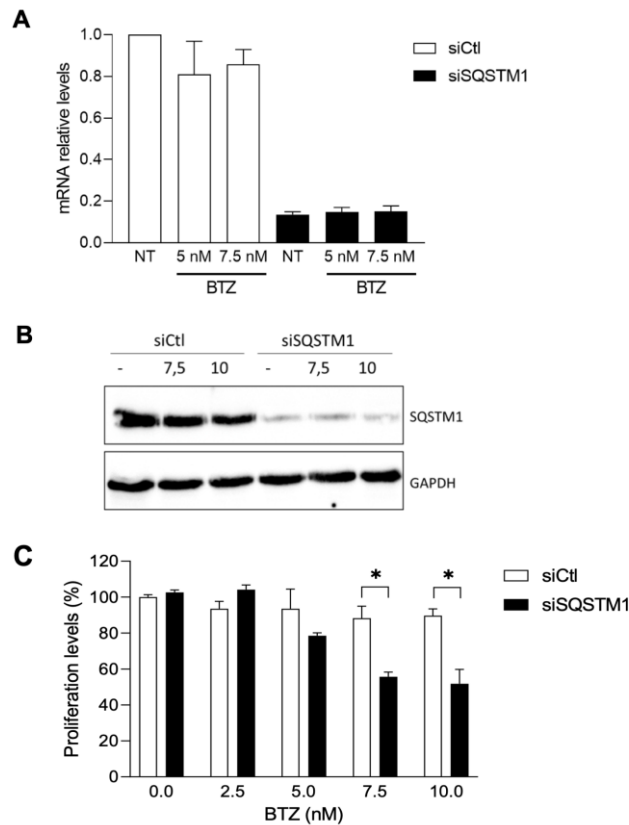 A
siCtl
siSQSTM1
mRNA relative levels
1.0
0.8
0.6
0.4
0.2
0.0
NT 5 nM 7.5 nM NT 5 nM 7.5 nM
BTZ BTZ
B
siCtl siSQSTM1
- 7,5 10 - 7,5 10
SQSTM1
GAPDH
C
siCtl
siSQSTM1
Proliferation levels (%)
120
100
80
60
40
20
0
* *
0.0 2.5 5.0 7.5 10.0
BTZ (nM)